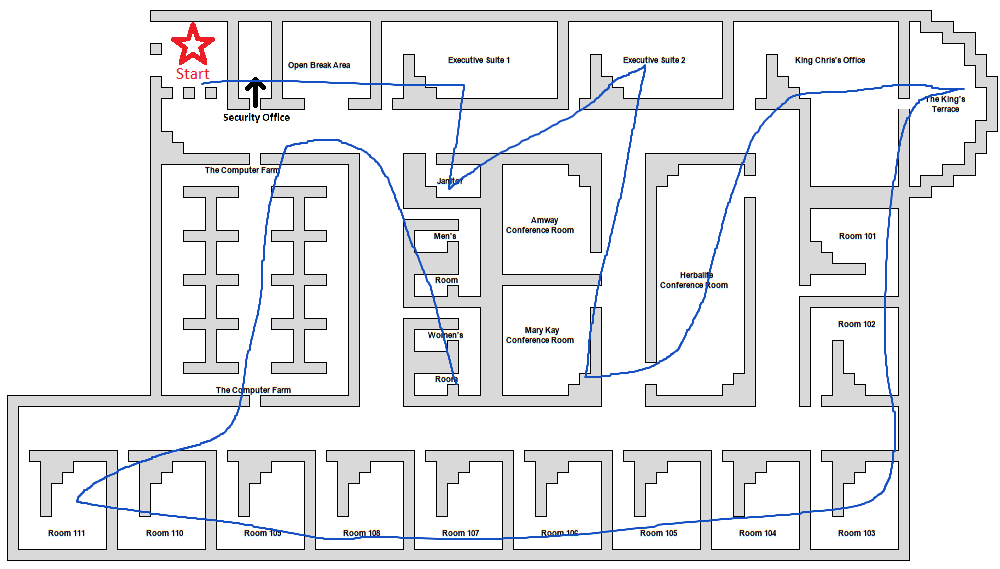 Start
Open Break Area
Executive Suite 1
Executive Suite 2
King Chris's Office
The King's
Terrace
Security Office
The Computer Farm
Janitor
Amway
Conference Room
Men's
Room
Room 101
Herbalife
Conference Room
Mary Kay
Conference Room
Women's
Room
Room 102
The Computer Farm
Room 111
Room 110
Room 109
Room 108
Room 107
Room 106
Room 105
Room 104
Room 103